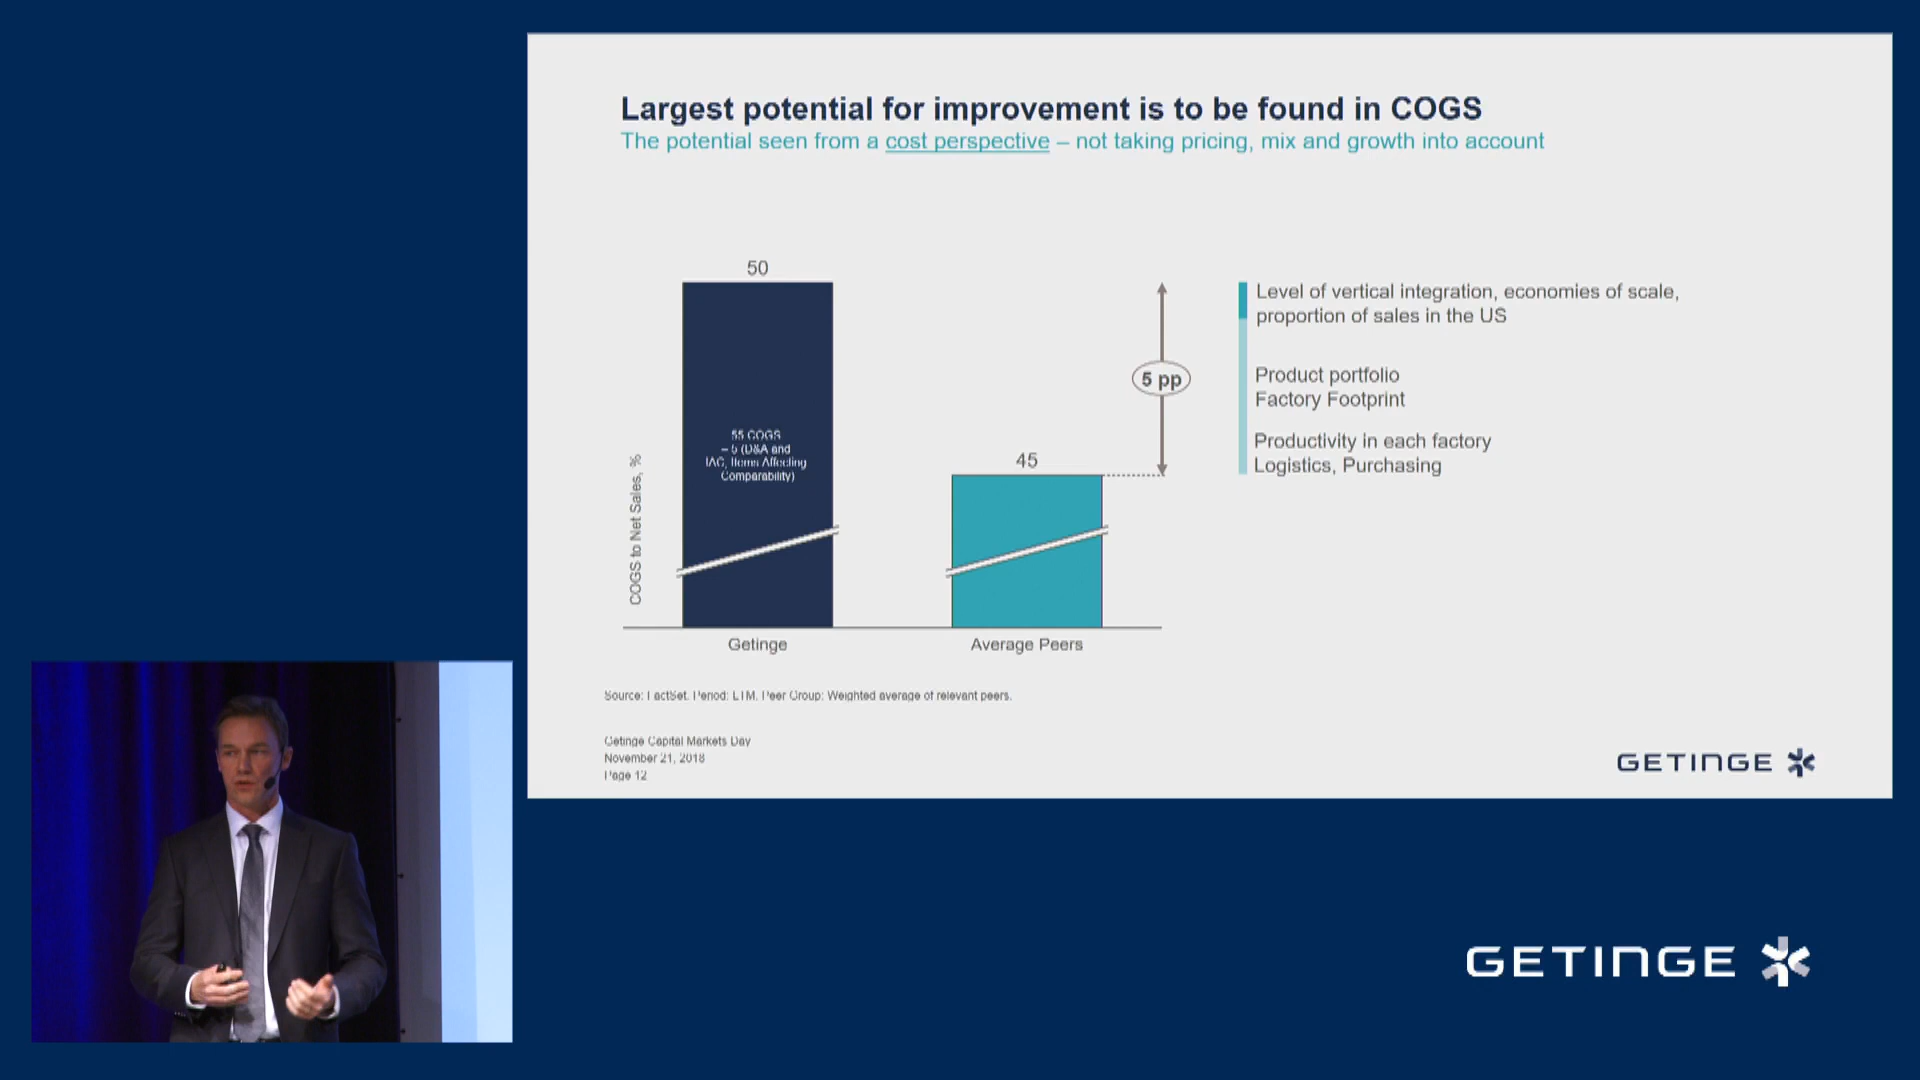 Largest potential for improvement is to be found in COGS
The potential seen from a cost perspective – not taking pricing, mix and growth into account
COGS to Net Sales, %
50
55 COGS
– 5 (D&A and
IAC, Items Affecting
Comparability)
Getinge
45
Average Peers
5 pp
Level of vertical integration, economies of scale,
proportion of sales in the US
Product portfolio
Factory Footprint
Productivity in each factory
Logistics, Purchasing
Source: FactSet. Period: LTM. Peer Group: Weighted average of relevant peers.
Getinge Capital Markets Day
November 21, 2018
Page 12
GETINGE
GETINGE